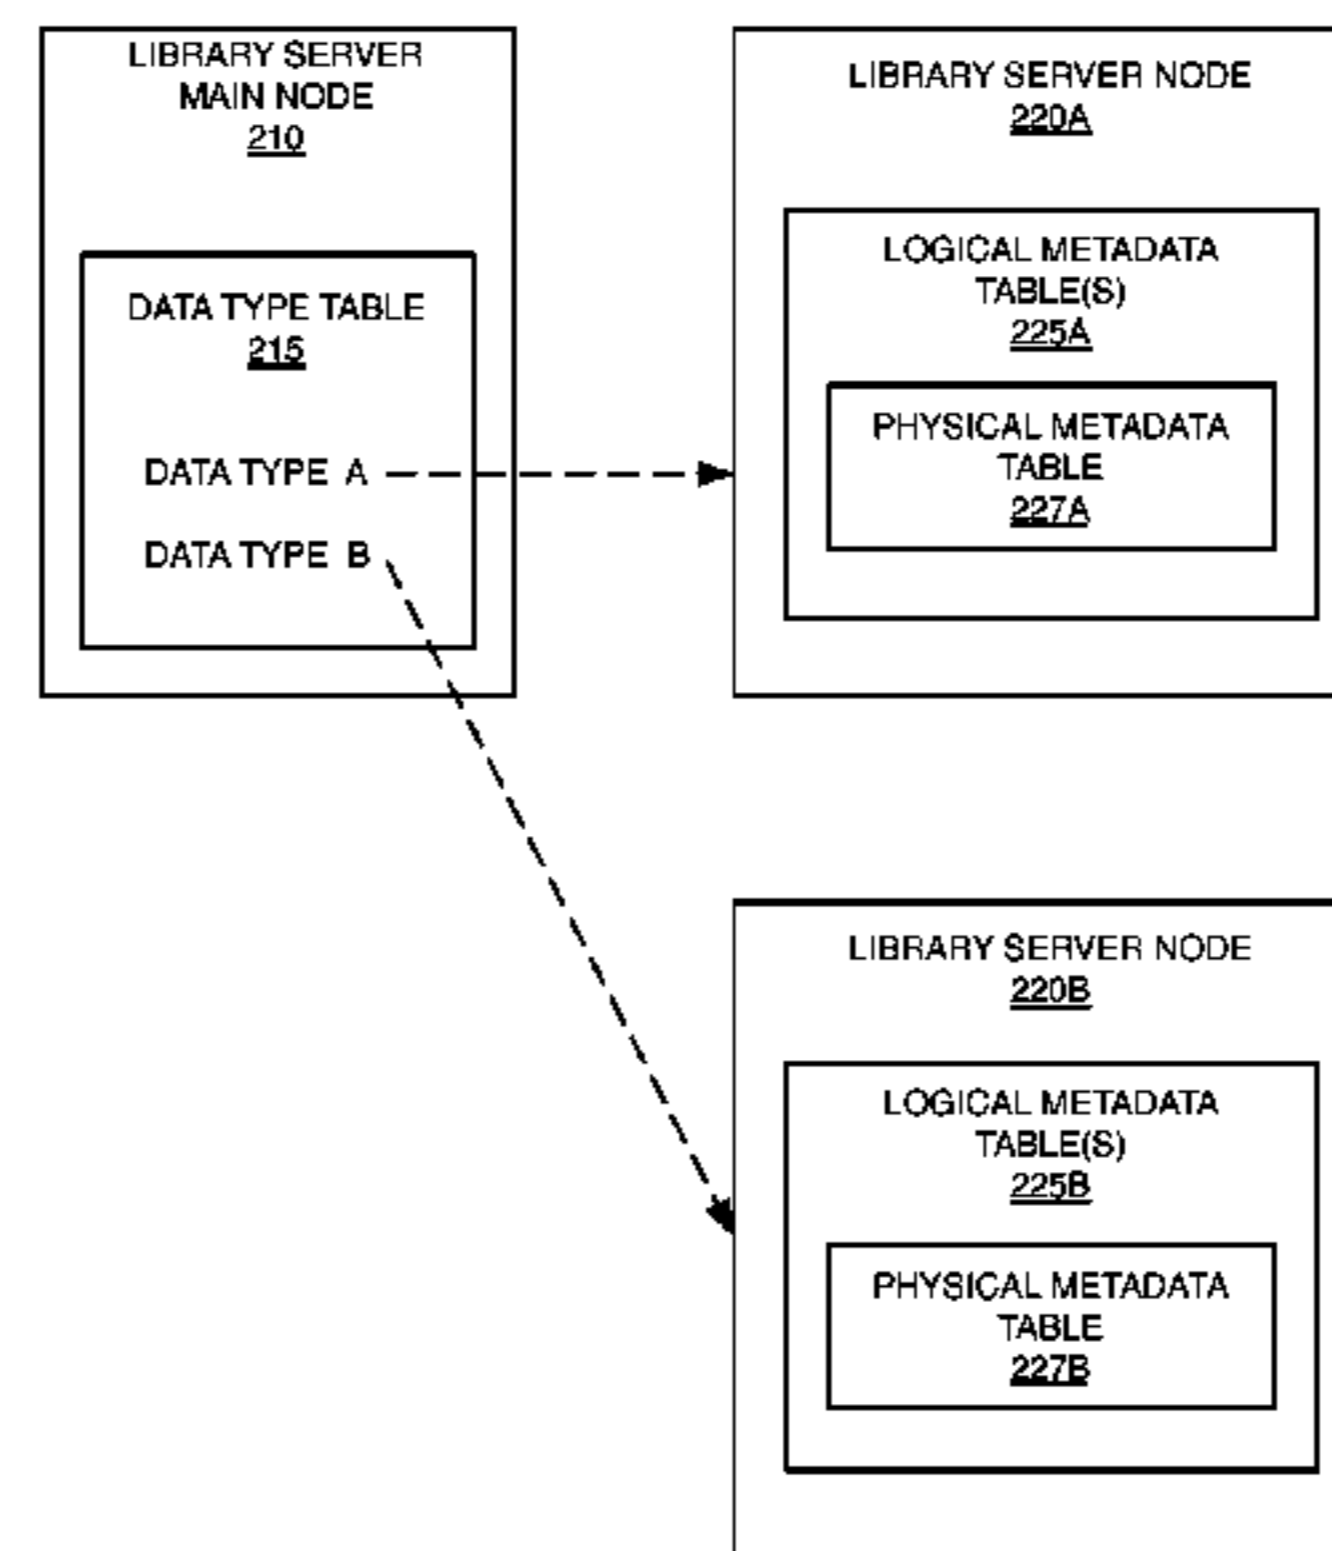 LIBRARY SERVER
MAIN NODE
210
DATA TYPE TABLE
215
DATA TYPE A
DATA TYPE B
LIBRARY SERVER NODE
220A
LOGICAL METADATA
TABLE(S)
225A
PHYSICAL METADATA
TABLE
227A
LIBRARY SERVER NODE
220B
LOGICAL METADATA
TABLE(S)
225B
PHYSICAL METADATA
TABLE
227B